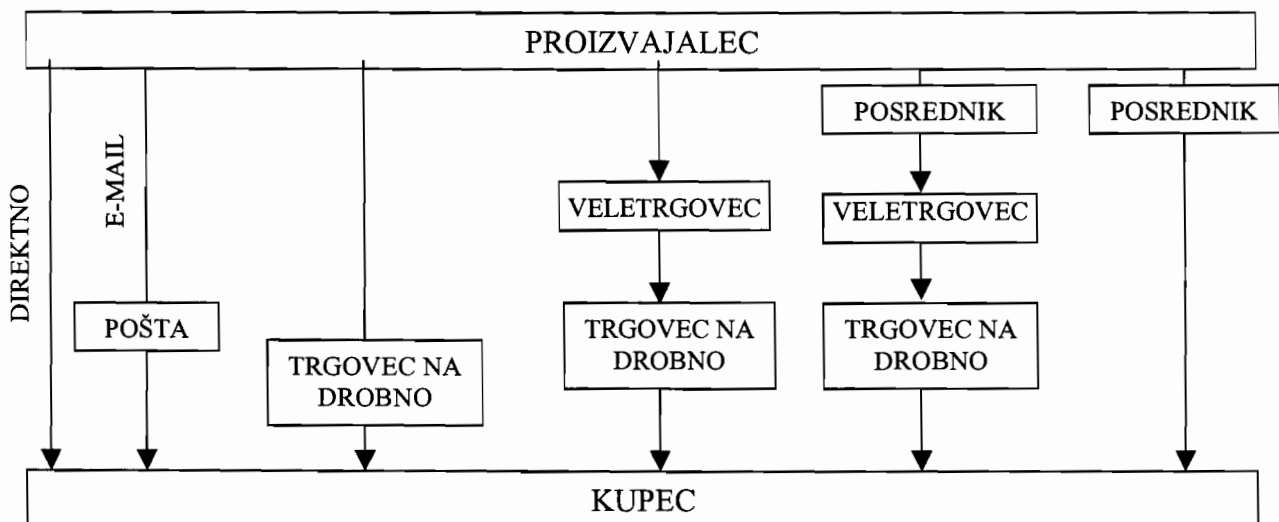 PROIZVAJALEC
DIREKTNO
E-MAIL
POŠTA
TRGOVEC NA
DROBNO
VELETRGOVEC
TRGOVEC NA
DROBNO
POSREDNIK
VELETRGOVEC
TRGOVEC NA
DROBNO
POSREDNIK
KUPEC